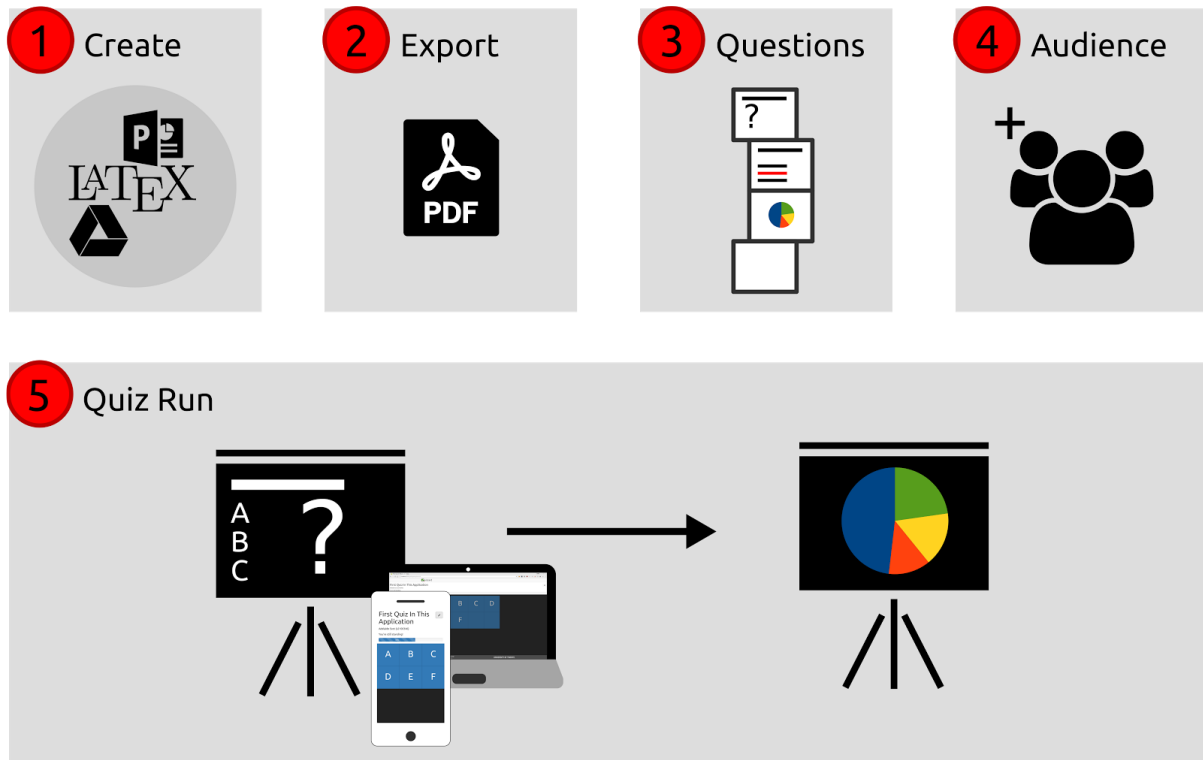 1 Create
2 Export
3 Questions
4 Audience
P
LATEX
PDF
?
+
5 Quiz Run
A
B
C
?
First Quiz In This
Application
A B C
D E F
B C D
F